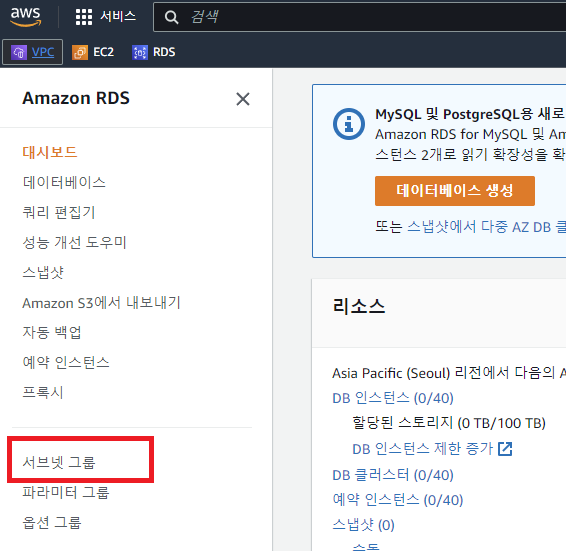 aws
서비스
검색
VPC
EC2
RDS
Amazon RDS
대시보드
데이터베이스
쿼리 편집기
성능 개선 도우미
스냅샷
Amazon S3에서 내보내기
자동 백업
예약 인스턴스
프록시
서브넷 그룹
파라미터 그룹
옵션 그룹
MySQL 및 PostgreSQL용 새로
Amazon RDS for MySQL 및 Am
스턴스 2개로 읽기 확장성을 확
데이터베이스 생성
또는 스냅샷에서 다중 AZ DB 클
리소스
Asia Pacific (Seoul) 리전에서 다음의 A
DB 인스턴스 (0/40)
할당된 스토리지 (0 TB/100 TB)
DB 인스턴스 제한 증가
DB 클러스터 (0/40)
예약 인스턴스 (0/40)
스냅샷 (0)
수동